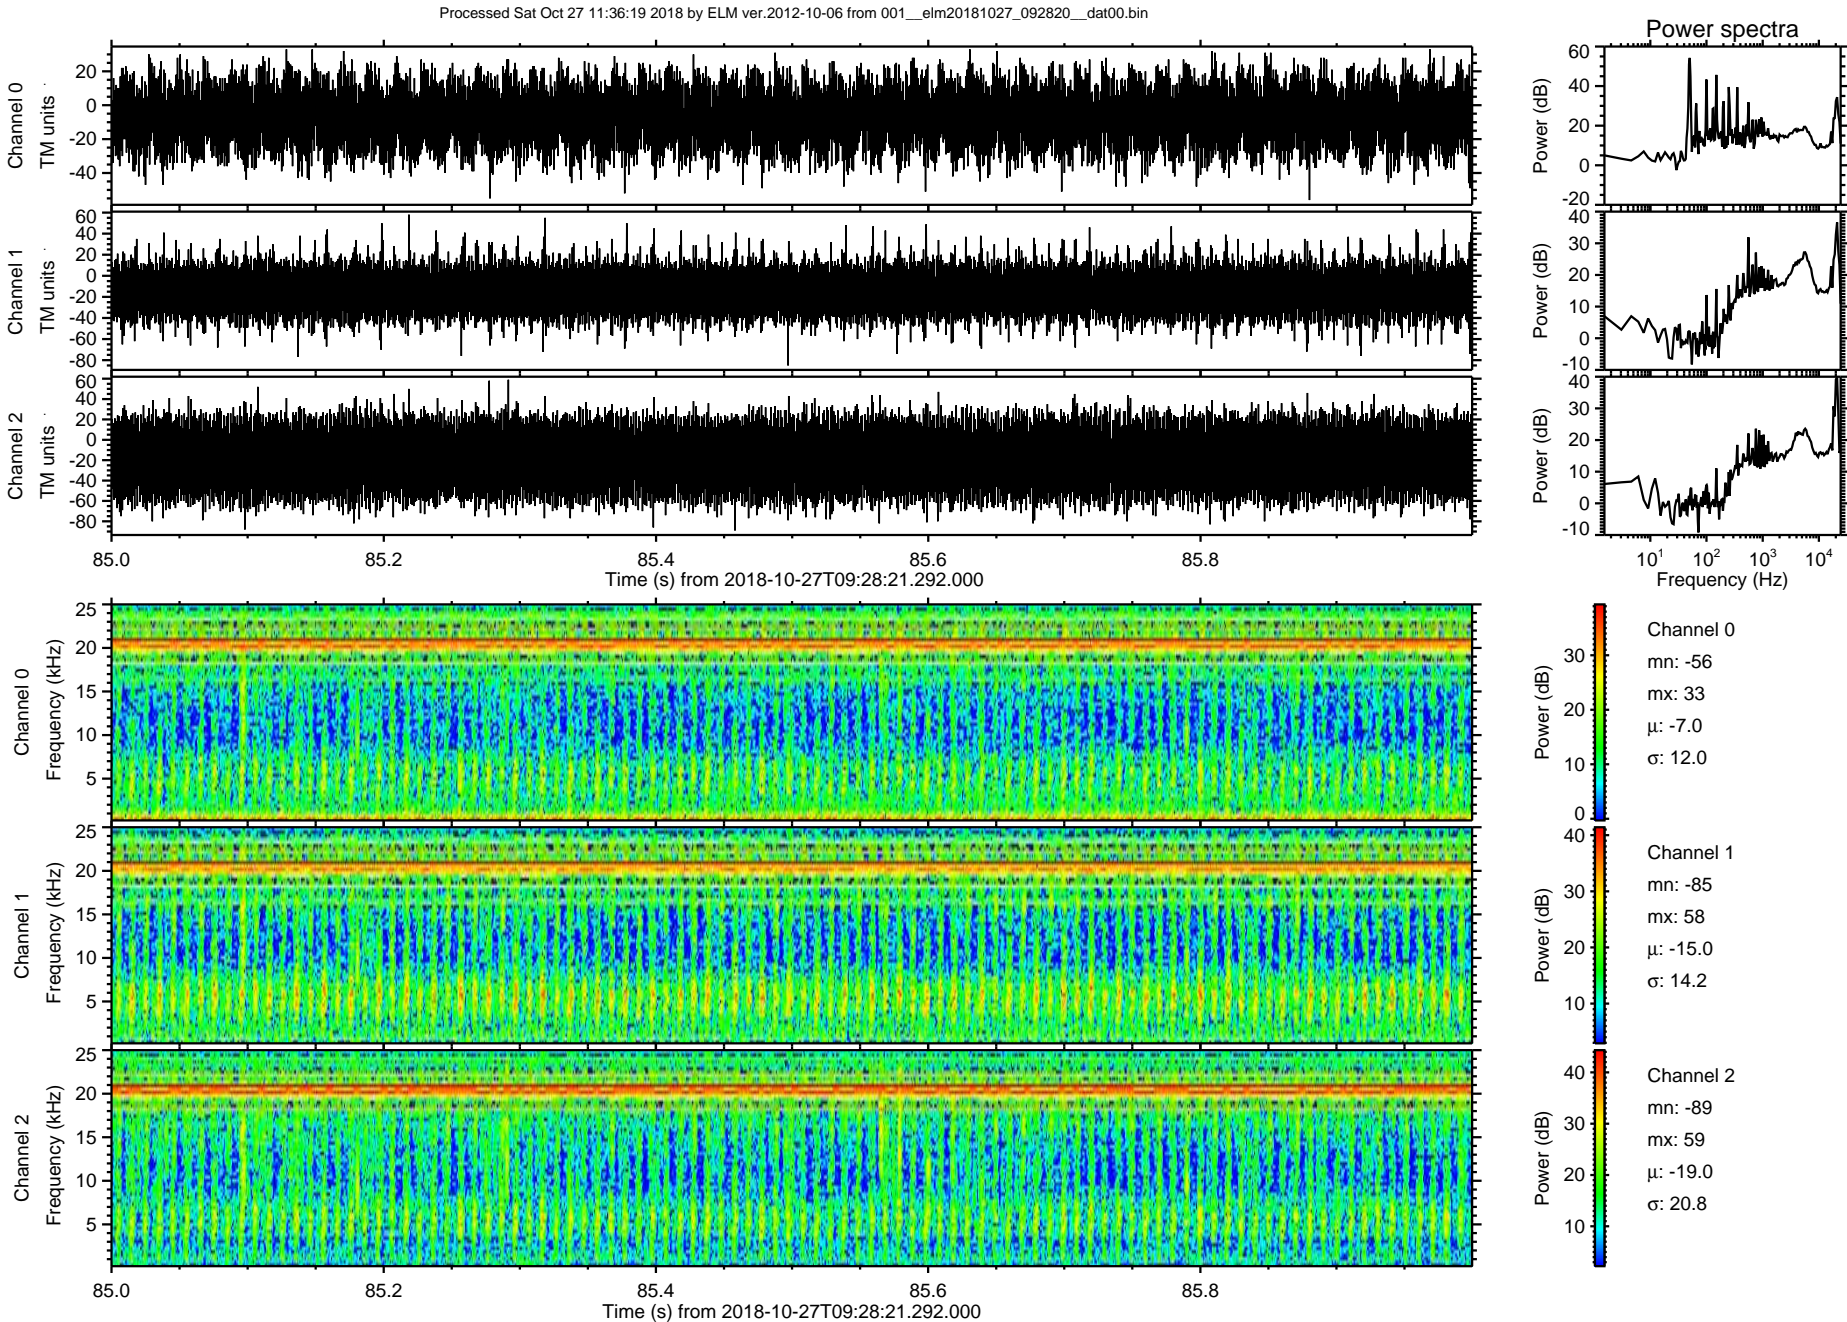 Processed Sat Oct 27 11:36:19 2018 by ELM ver.2012-10-06 from 001__elm20181027_092820__dat00.bin
Power spectra
Channel 0
TM units
20
0
-20
-40
Power (dB)
60
40
20
0
-20
Channel 1
TM units
60
40
20
0
-20
-40
-60
-80
Power (dB)
40
30
20
10
0
-10
Channel 2
TM units
60
40
20
0
-20
-40
-60
-80
Power (dB)
40
30
20
10
0
-10
85.0 85.2 85.4 85.6 85.8
Time (s) from 2018-10-27T09:28:21.292.000
10^1 10^2 10^3 10^4
Frequency (Hz)
Channel 0
Frequency (kHz)
25
20
15
10
5
Power (dB)
30
20
10
0
Channel 0
mn: -56
mx: 33
μ: -7.0
σ: 12.0
Channel 1
Frequency (kHz)
25
20
15
10
5
Power (dB)
40
30
20
10
Channel 1
mn: -85
mx: 58
μ: -15.0
σ: 14.2
Channel 2
Frequency (kHz)
25
20
15
10
5
Power (dB)
40
30
20
10
Channel 2
mn: -89
mx: 59
μ: -19.0
σ: 20.8
85.0 85.2 85.4 85.6 85.8
Time (s) from 2018-10-27T09:28:21.292.000